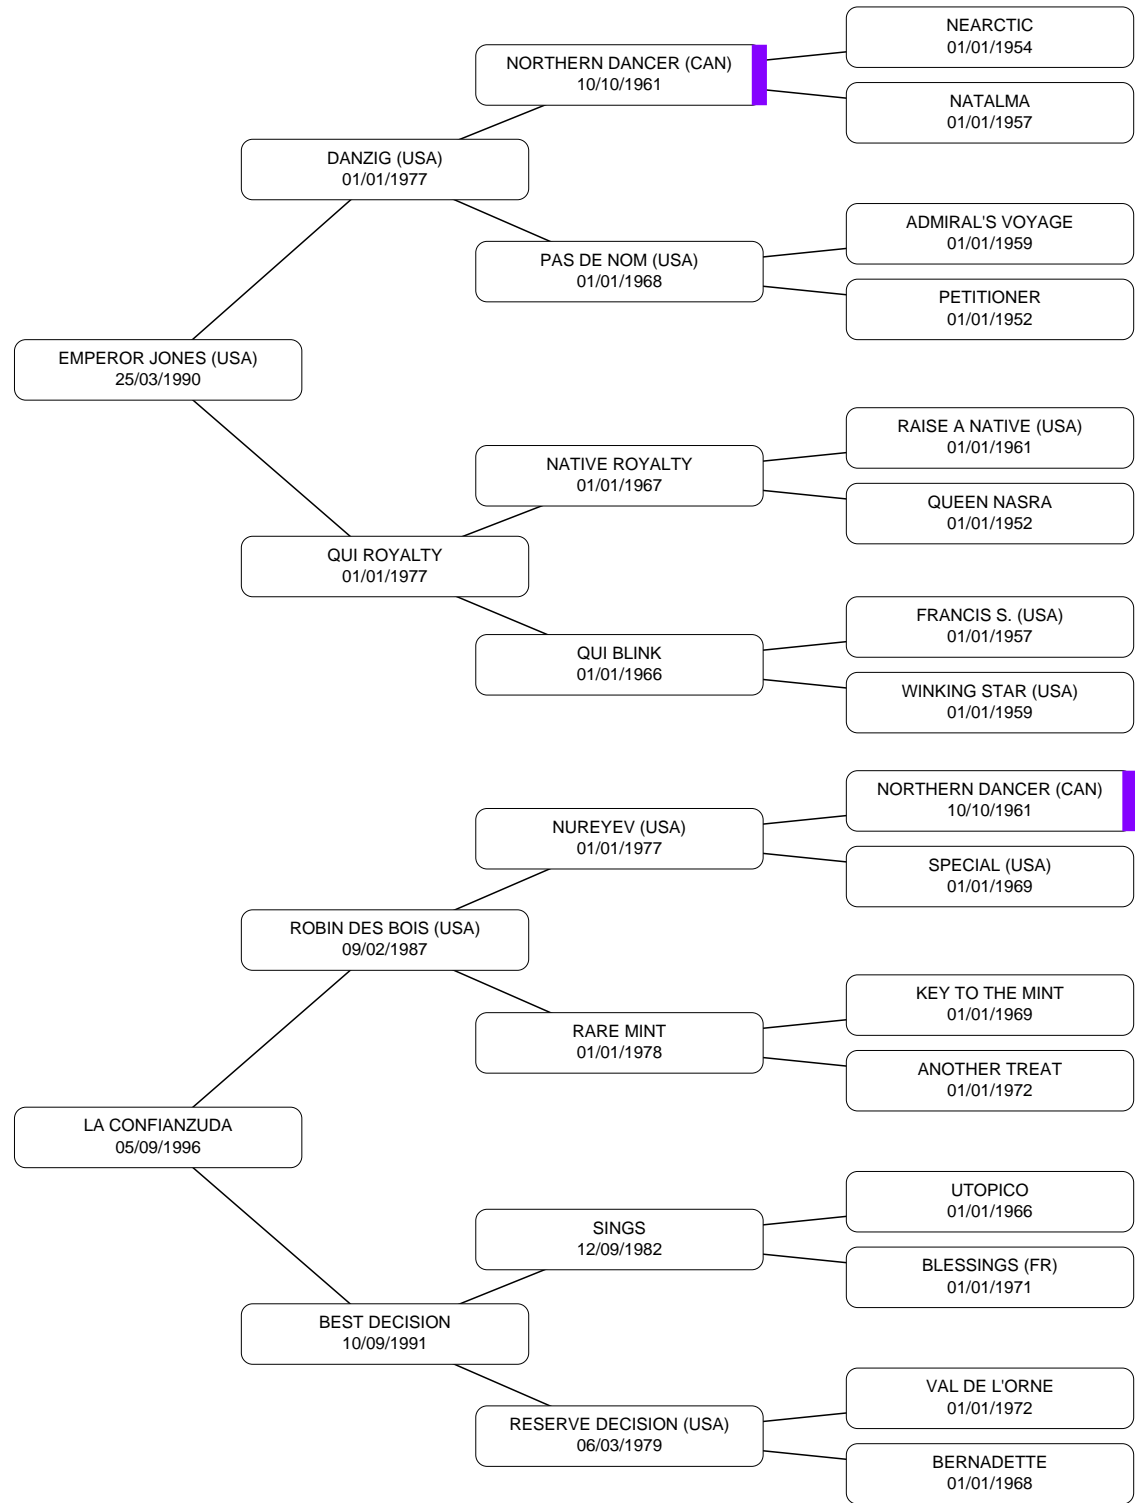 NEARCTIC
01/01/1954
NORTHERN DANCER (CAN)
10/10/1961
NATALMA
01/01/1957
DANZIG (USA)
01/01/1977
ADMIRAL'S VOYAGE
01/01/1959
PAS DE NOM (USA)
01/01/1968
PETITIONER
01/01/1952
EMPEROR JONES (USA)
25/03/1990
RAISE A NATIVE (USA)
01/01/1961
NATIVE ROYALTY
01/01/1967
QUEEN NASRA
01/01/1952
QUI ROYALTY
01/01/1977
FRANCIS S. (USA)
01/01/1957
QUI BLINK
01/01/1966
WINKING STAR (USA)
01/01/1959
NORTHERN DANCER (CAN)
10/10/1961
NUREYEV (USA)
01/01/1977
SPECIAL (USA)
01/01/1969
ROBIN DES BOIS (USA)
09/02/1987
KEY TO THE MINT
01/01/1969
RARE MINT
01/01/1978
ANOTHER TREAT
01/01/1972
LA CONFIANZUDA
05/09/1996
UTOPICO
01/01/1966
SINGS
12/09/1982
BLESSINGS (FR)
01/01/1971
BEST DECISION
10/09/1991
VAL DE L'ORNE
01/01/1972
RESERVE DECISION (USA)
06/03/1979
BERNADETTE
01/01/1968